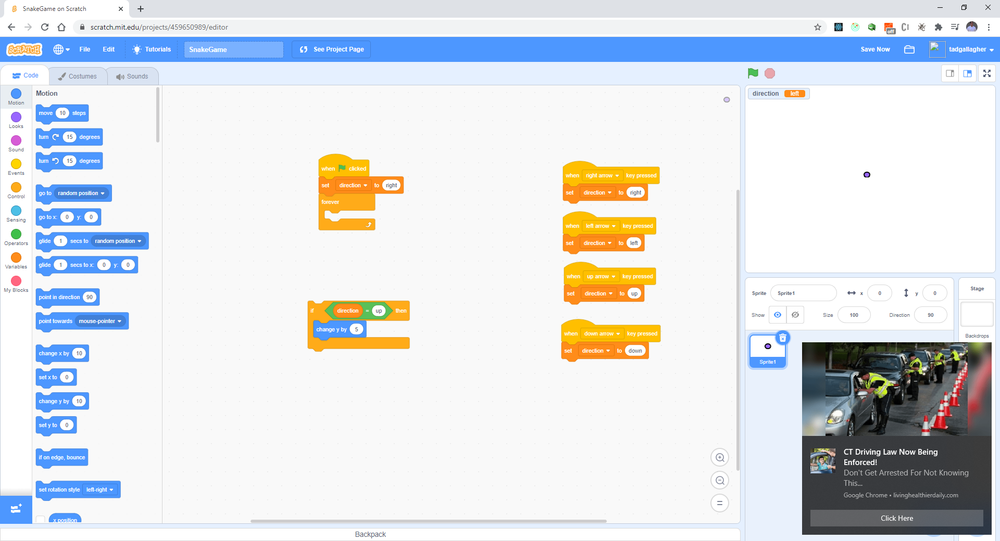 SnakeGame on Scratch
scratch.mit.edu/projects/459650989/editor
off
SCRATCH
File
Edit
Tutorials
SnakeGame
See Project Page
Save Now
tadgallagher
Code
Costumes
Sounds
Motion
Looks
Sound
Events
Control
Sensing
Operators
Variables
My Blocks
Motion
move 10 steps
turn 15 degrees
turn 15 degrees
go to random position
go to x: 0 y: 0
glide 1 secs to random position
glide 1 secs to x: 0 y: 0
point in direction 90
point towards mouse-pointer
change x by 10
set x to 0
change y by 10
set y to 0
if on edge, bounce
set rotation style left-right
x position
when clicked
set direction to right
forever
if direction = up then
change y by 5
when right arrow key pressed
set direction to right
when left arrow key pressed
set direction to left
when up arrow key pressed
set direction to up
when down arrow key pressed
set direction to down
Backpack
direction left
Sprite Sprite1 x 0 y 0
Show Size 100 Direction 90
Sprite1
Stage
Backdrops
CT Driving Law Now Being
Enforced!
Don't Get Arrested For Not Knowing
This...
Google Chrome • livinghealthierdaily.com
Click Here